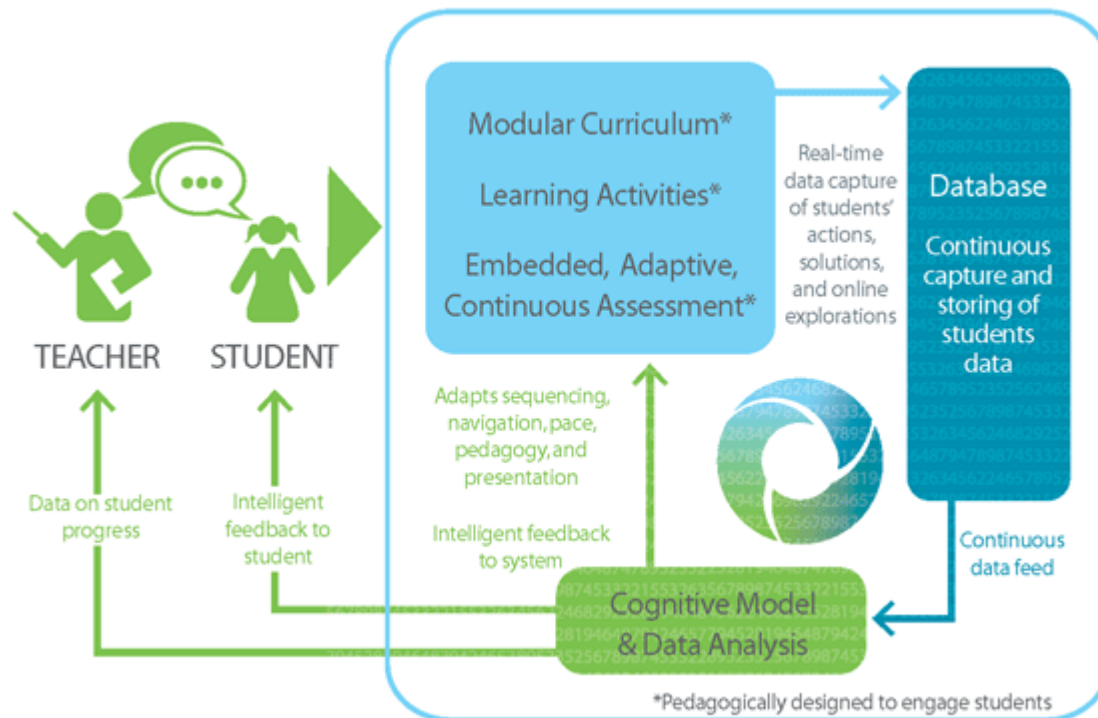 Modular Curriculum*
Learning Activities*
Embedded, Adaptive,
Continuous Assessment*
Real-time
data capture
of students'
actions,
solutions,
and online
explorations
Database
Continuous
capture and
storing of
students
data
TEACHER
STUDENT
Adapts sequencing,
navigation, pace,
pedagogy, and
presentation
Intelligent feedback
to system
Data on student
progress
Intelligent
feedback to
student
Continuous
data feed
Cognitive Model
& Data Analysis
*Pedagogically designed to engage students